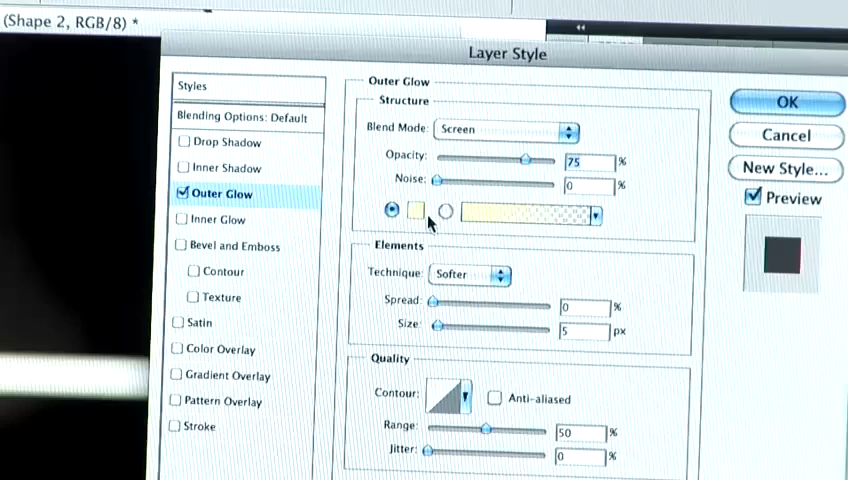 (Shape 2, RGB/8) *
Layer Style
Styles
Blending Options: Default
Drop Shadow
Inner Shadow
Outer Glow
Inner Glow
Bevel and Emboss
Contour
Texture
Satin
Color Overlay
Gradient Overlay
Pattern Overlay
Stroke
Outer Glow
Structure
Blend Mode: Screen
Opacity: 75 %
Noise: 0 %
Elements
Technique: Softer
Spread: 0 %
Size: 5 px
Quality
Contour: Anti-aliased
Range: 50 %
Jitter: 0 %
OK
Cancel
New Style...
Preview